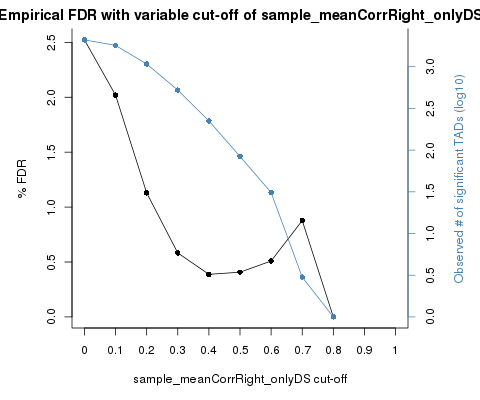 Empirical FDR with variable cut-off of sample_meanCorrRight_onlyDS
% FDR
2.5
2.0
1.5
1.0
0.5
0.0
3.0
2.5
2.0
1.5
1.0
0.5
0.0
Observed # of significant TADs (log10)
0 0.1 0.2 0.3 0.4 0.5 0.6 0.7 0.8 0.9 1
sample_meanCorrRight_onlyDS cut-off